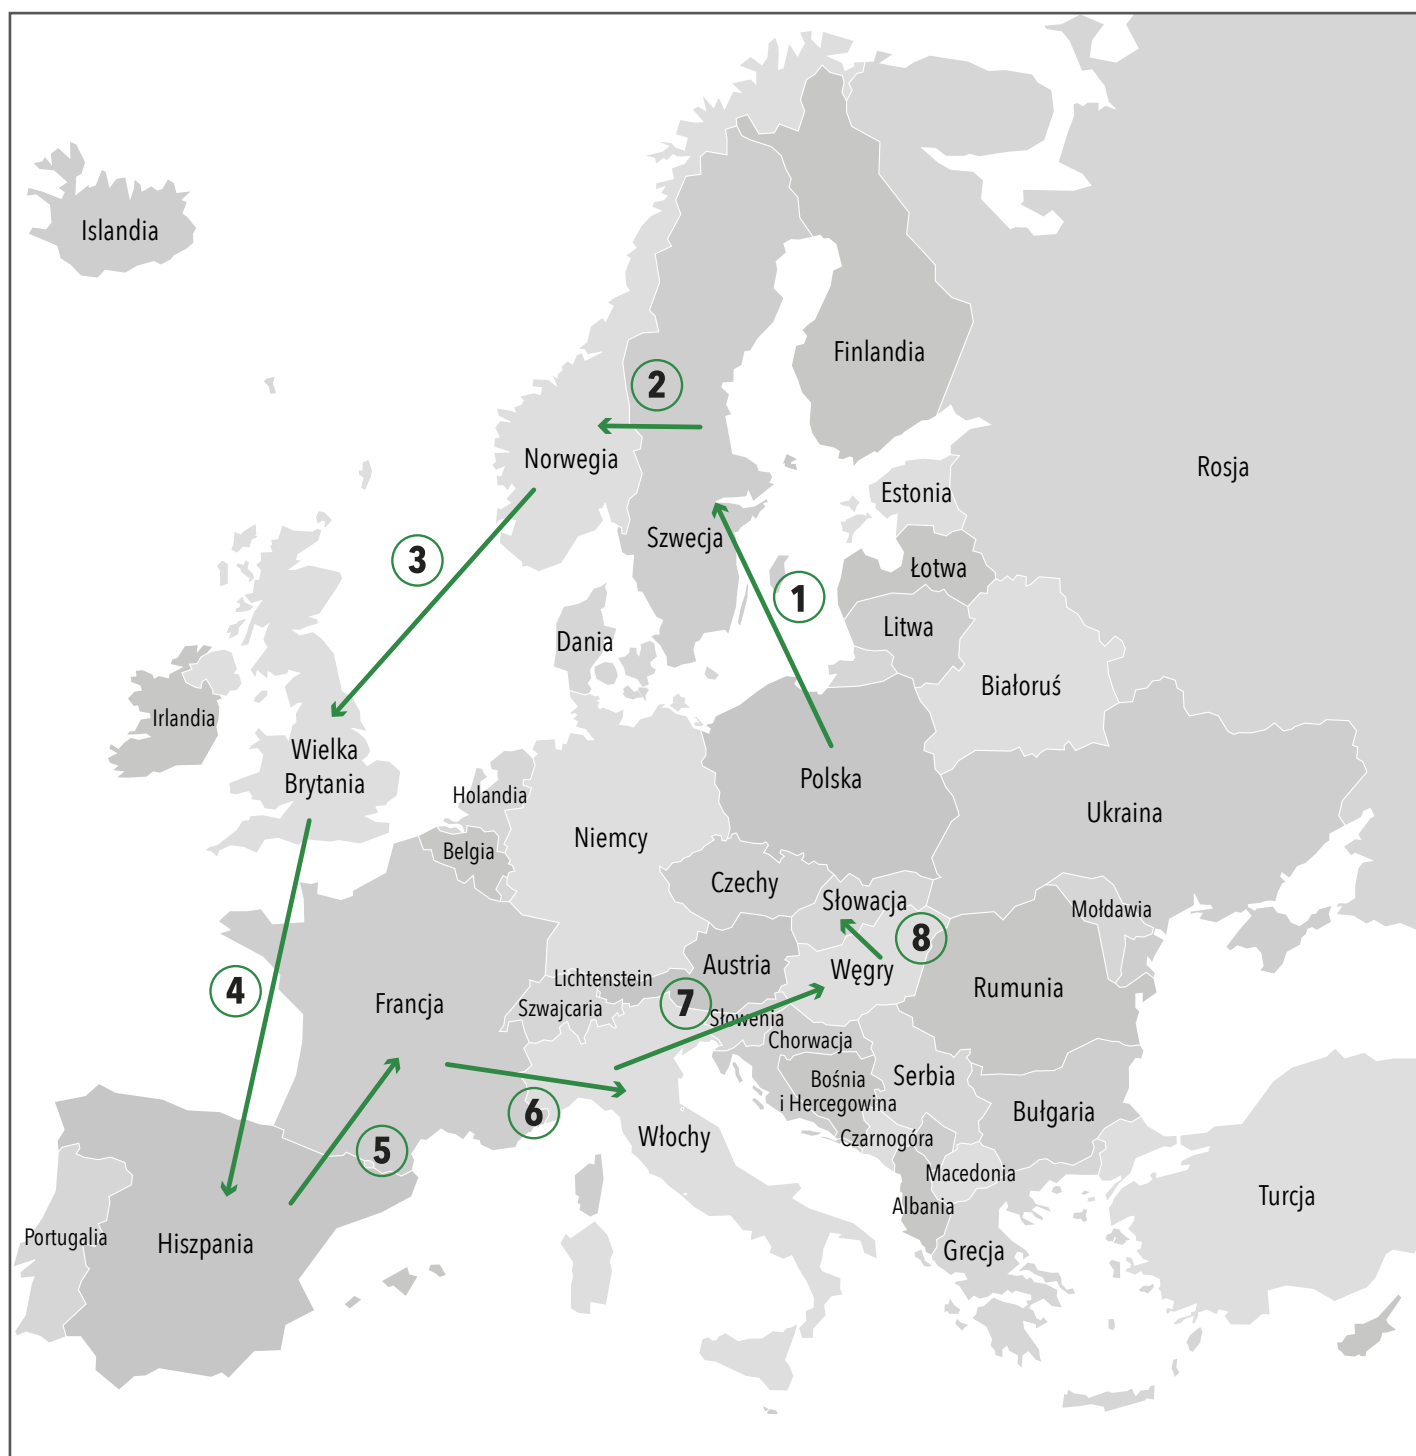 Islandia
Finlandia
2
Norwegia
Rosja
Estonia
Szwecja
3
Łotwa
1
Litwa
Dania
Białoruś
Irlandia
Wielka
Brytania
Polska
Holandia
Ukraina
Niemcy
Belgia
Czechy
Słowacja
Mołdawia
8
Austria
Węgry
Lichtenstein
Rumunia
4
7
Francja
Szwajcaria
Słowenia
Chorwacja
Serbia
Bośnia
i Hercegowina
6
Bułgaria
Włochy
Czarnogóra
5
Macedonia
Turcja
Albania
Portugalia
Hiszpania
Grecja